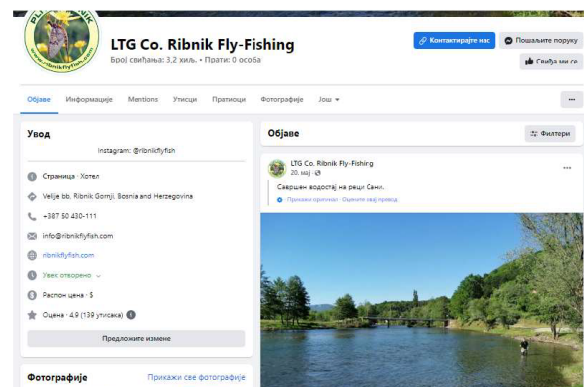 www.ribnikflyfish.com
LTG Co. Ribnik Fly-Fishing
Број свиђања: 3,2 хиљ. • Прати: 0 особа
Контактирајте нас
Пошаљите поруку
Свиђа ми се
Објаве Информације Mentions Утисци Пратиоци Фотографије Још
Увод
Instagram: @ribnikflyfish
Страница · Хотел
Velije bb, Ribnik Gornji, Bosnia and Herzegovina
+387 50 430-111
info@ribnikflyfish.com
ribnikflyfish.com
Увек отворено
Распон цена · $
Оцена · 4,9 (139 утисака)
Предложите измене
Фотографије
Прикажи све фотографије
Објаве
Филтери
LTG Co. Ribnik Fly-Fishing
20. мај ·
Савршен водостај на реци Сани.
Прикажи оригинал · Оцените овај превод